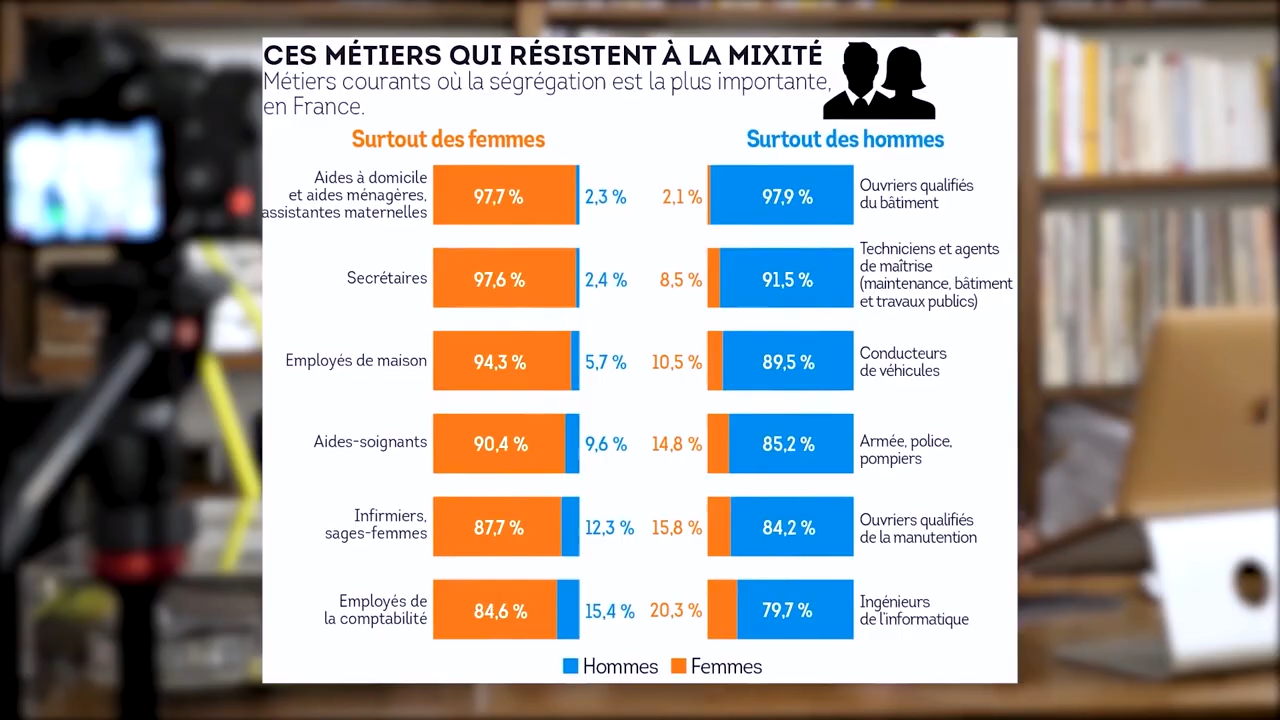 CES MÉTIERS QUI RÉSISTENT À LA MIXITÉ
Métiers courants où la ségrégation est la plus importante,
en France.
Surtout des femmes
Aides à domicile
et aides ménagères,
assistantes maternelles
97,7 %
2,3 %
Secrétaires
97,6 %
2,4 %
Employés de maison
94,3 %
5,7 %
Aides-soignants
90,4 %
9,6 %
Infirmiers,
sages-femmes
87,7 %
12,3 %
Employés de
la comptabilité
84,6 %
15,4 %
Surtout des hommes
2,1 %
97,9 %
Ouvriers qualifiés
du bâtiment
8,5 %
91,5 %
Techniciens et agents
de maîtrise
(maintenance, bâtiment
et travaux publics)
10,5 %
89,5 %
Conducteurs
de véhicules
14,8 %
85,2 %
Armée, police,
pompiers
15,8 %
84,2 %
Ouvriers qualifiés
de la manutention
20,3 %
79,7 %
Ingénieurs
de l'informatique
Hommes
Femmes